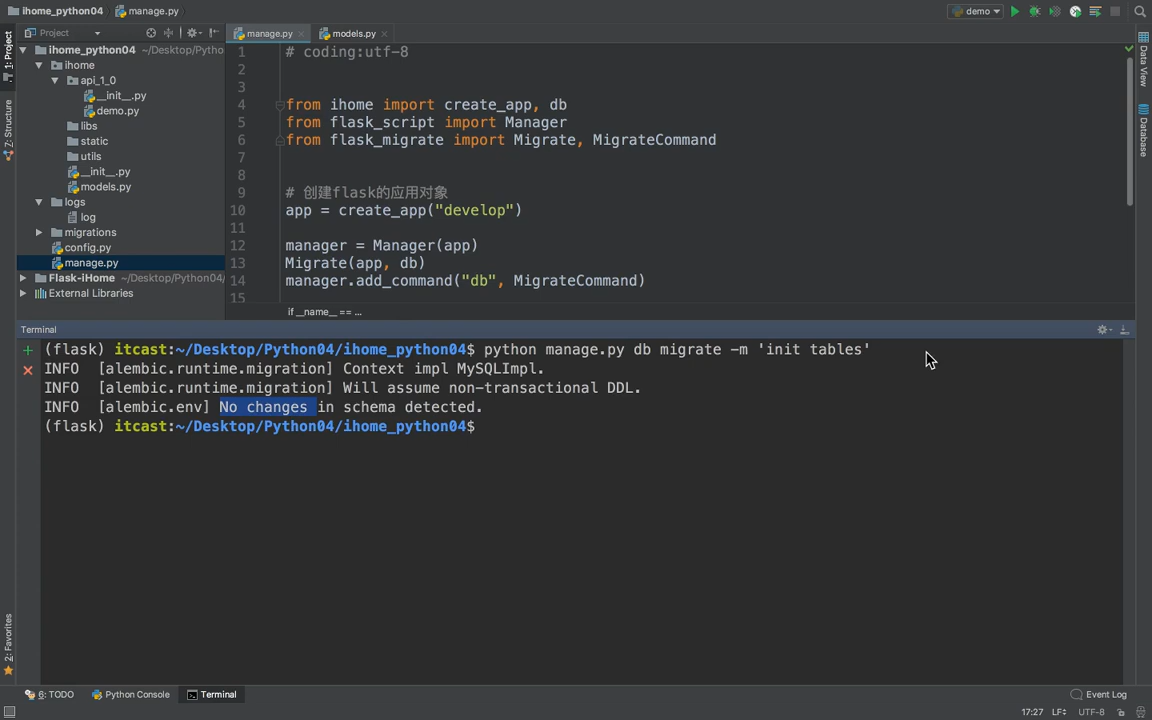 ihome_python04 manage.py
demo
Project
manage.py
models.py
1: Project
Z: Structure
2: Favorites
ihome_python04 ~/Desktop/Pytho
ihome
api_1_0
__init__.py
demo.py
libs
static
utils
__init__.py
models.py
logs
log
migrations
config.py
manage.py
Flask-iHome ~/Desktop/Python04/
External Libraries
1 # coding:utf-8
2
3
4 from ihome import create_app, db
5 from flask_script import Manager
6 from flask_migrate import Migrate, MigrateCommand
7
8
9 # 创建flask的应用对象
10 app = create_app("develop")
11
12 manager = Manager(app)
13 Migrate(app, db)
14 manager.add_command("db", MigrateCommand)
15
if __name__ == ...
Data View
Database
Terminal
(flask) itcast:~/Desktop/Python04/ihome_python04$ python manage.py db migrate -m 'init tables'
INFO  [alembic.runtime.migration] Context impl MySQLImpl.
INFO  [alembic.runtime.migration] Will assume non-transactional DDL.
INFO  [alembic.env] No changes in schema detected.
(flask) itcast:~/Desktop/Python04/ihome_python04$
6: TODO Python Console Terminal Event Log
17:27 LF÷ UTF-8